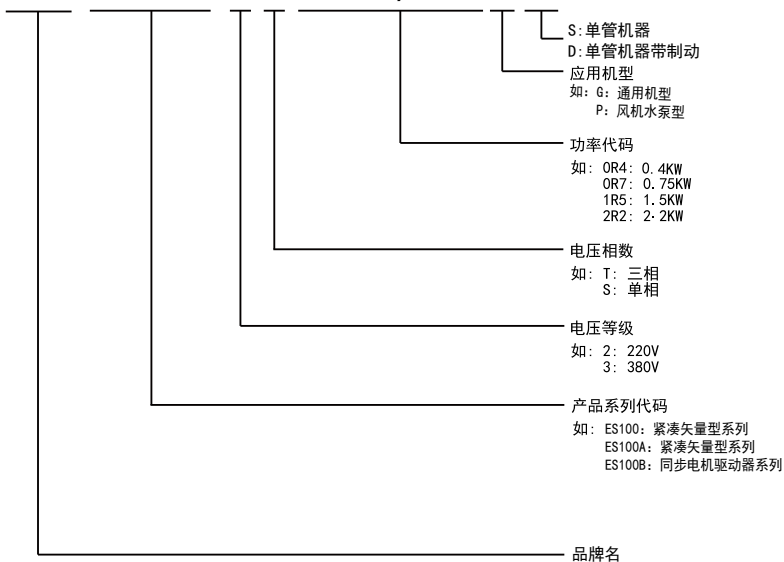 S:单管机器
D:单管机器带制动
应用机型
如: G: 通用机型
P: 风机水泵型
功率代码
如: 0R4: 0.4KW
0R7: 0.75KW
1R5: 1.5KW
2R2: 2.2KW
电压相数
如: T: 三相
S: 单相
电压等级
如: 2: 220V
3: 380V
产品系列代码
如: ES100: 紧凑矢量型系列
ES100A: 紧凑矢量型系列
ES100B: 同步电机驱动器系列
品牌名